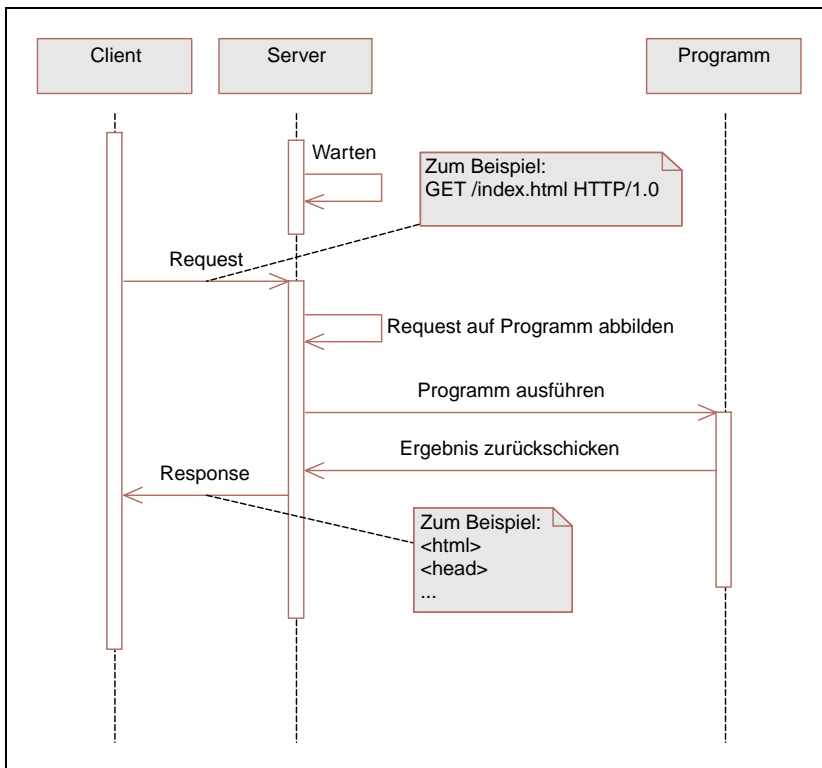 Client
Server
Programm
Warten
Zum Beispiel:
GET /index.html HTTP/1.0
Request
Request auf Programm abbilden
Programm ausführen
Ergebnis zurückschicken
Response
Zum Beispiel:
<html>
<head>
...